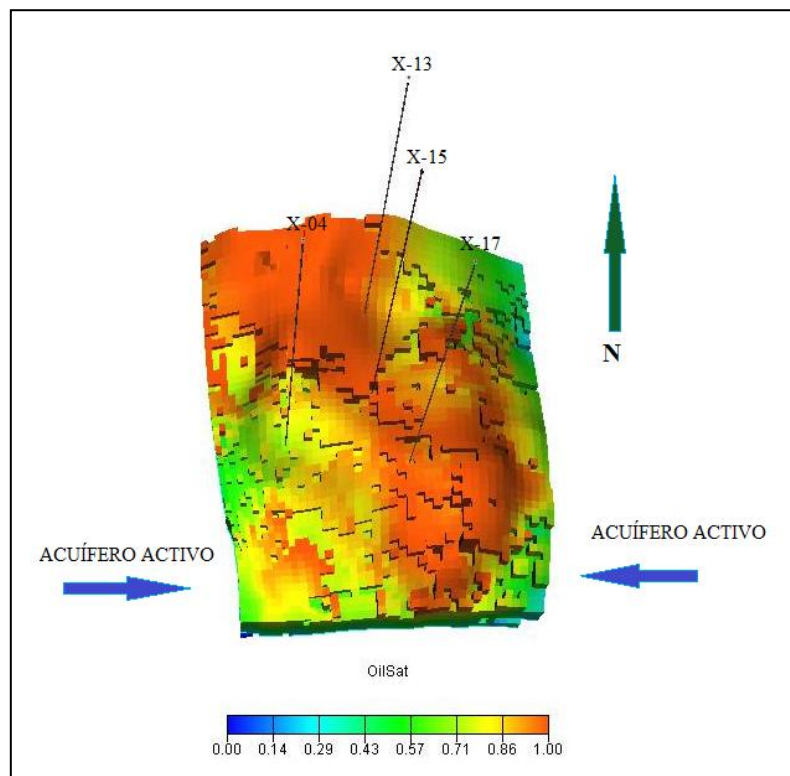 X-13
X-15
X-04
X-17
N
ACUÍFERO ACTIVO
ACUÍFERO ACTIVO
OilSat
0.00 0.14 0.29 0.43 0.57 0.71 0.86 1.00